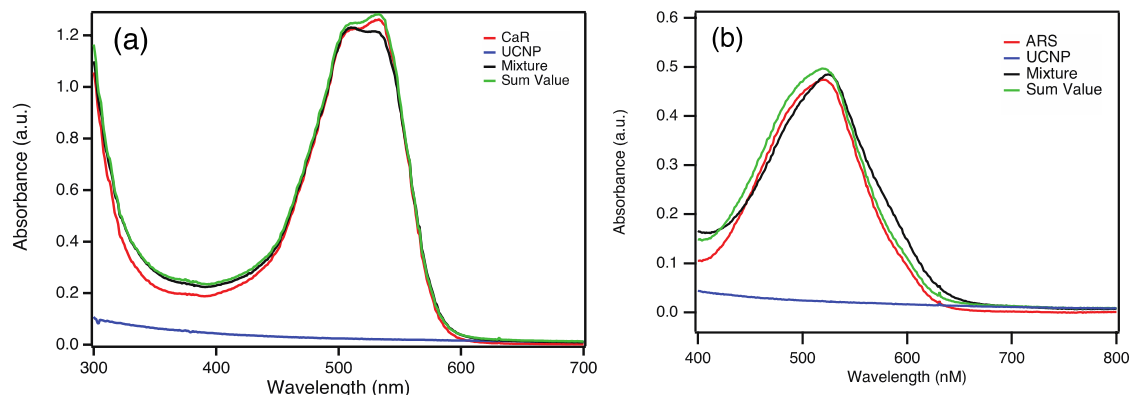 (a)
CaR
UCNP
Mixture
Sum Value
Absorbance (a.u.)
1.2
1.0
0.8
0.6
0.4
0.2
0.0
300
400
500
600
700
Wavelength (nm)
(b)
ARS
UCNP
Mixture
Sum Value
Absorbance (a.u.)
0.6
0.5
0.4
0.3
0.2
0.1
0.0
400
500
600
700
800
Wavelength (nM)